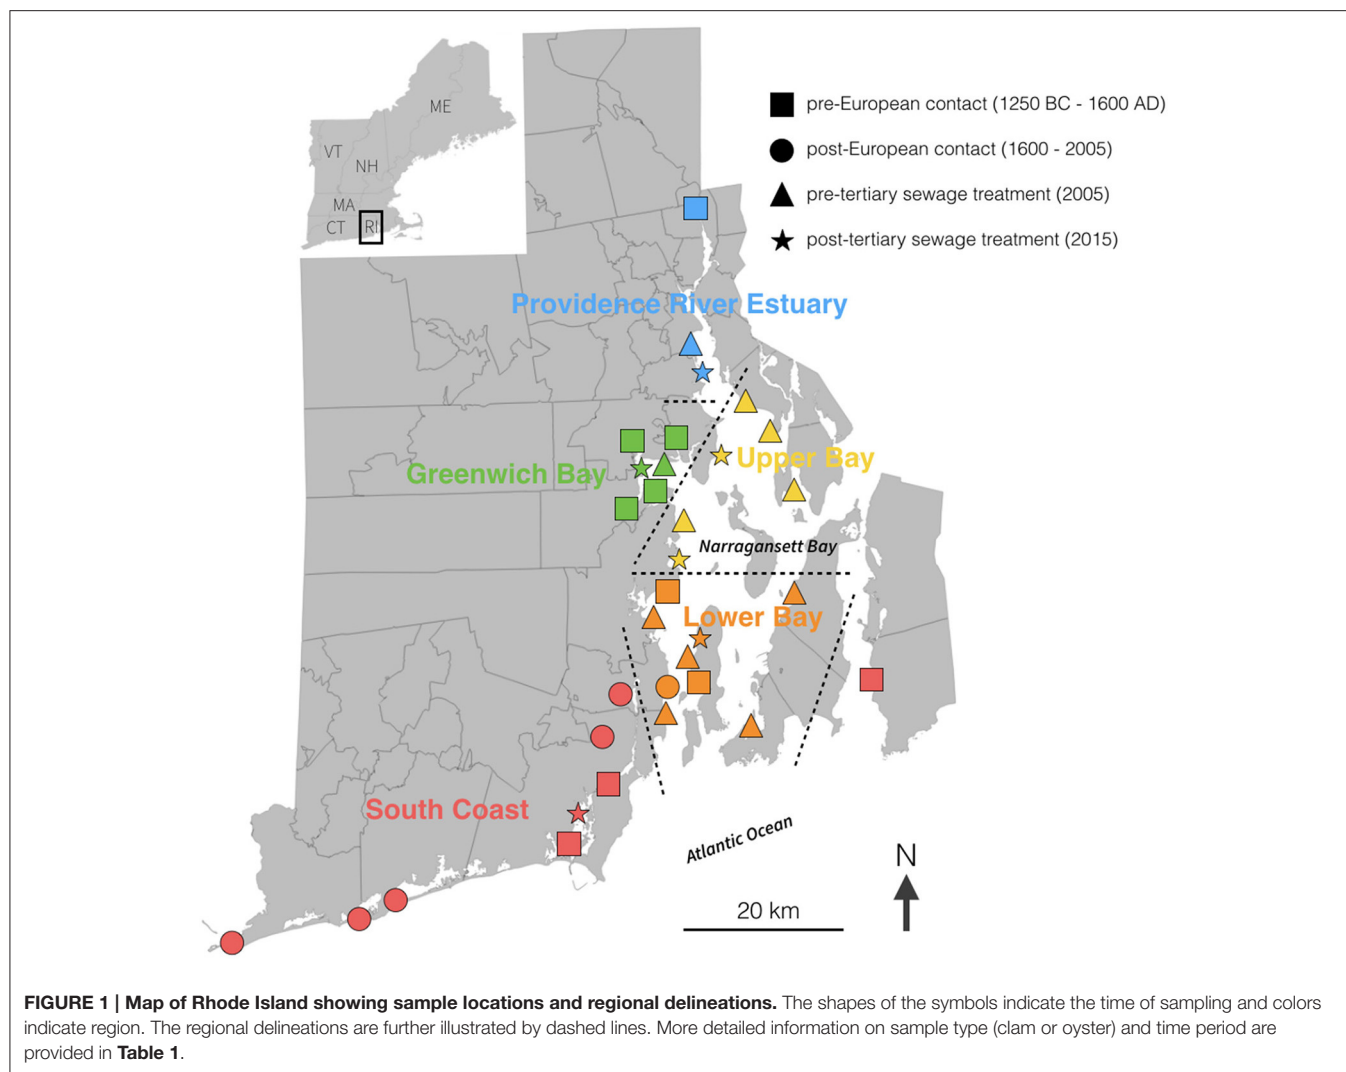 ME
VT
NH
MA
CT
RI
pre-European contact (1250 BC - 1600 AD)
post-European contact (1600 - 2005)
pre-tertiary sewage treatment (2005)
post-tertiary sewage treatment (2015)
Providence River Estuary
Upper Bay
Greenwich Bay
Narragansett Bay
Lower Bay
South Coast
Atlantic Ocean
N
20 km
FIGURE 1 | Map of Rhode Island showing sample locations and regional delineations. The shapes of the symbols indicate the time of sampling and colors
indicate region. The regional delineations are further illustrated by dashed lines. More detailed information on sample type (clam or oyster) and time period are
provided in Table 1.